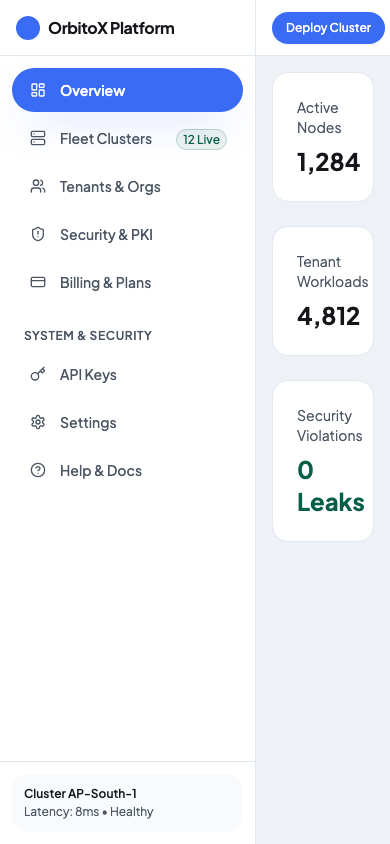 OrbitoX Platform
Deploy Cluster
Overview
Fleet Clusters
12 Live
Tenants & Orgs
Security & PKI
Billing & Plans
SYSTEM & SECURITY
API Keys
Settings
Help & Docs
Cluster AP-South-1
Latency: 8ms • Healthy
Active
Nodes
1,284
Tenant
Workloads
4,812
Security
Violations
0
Leaks